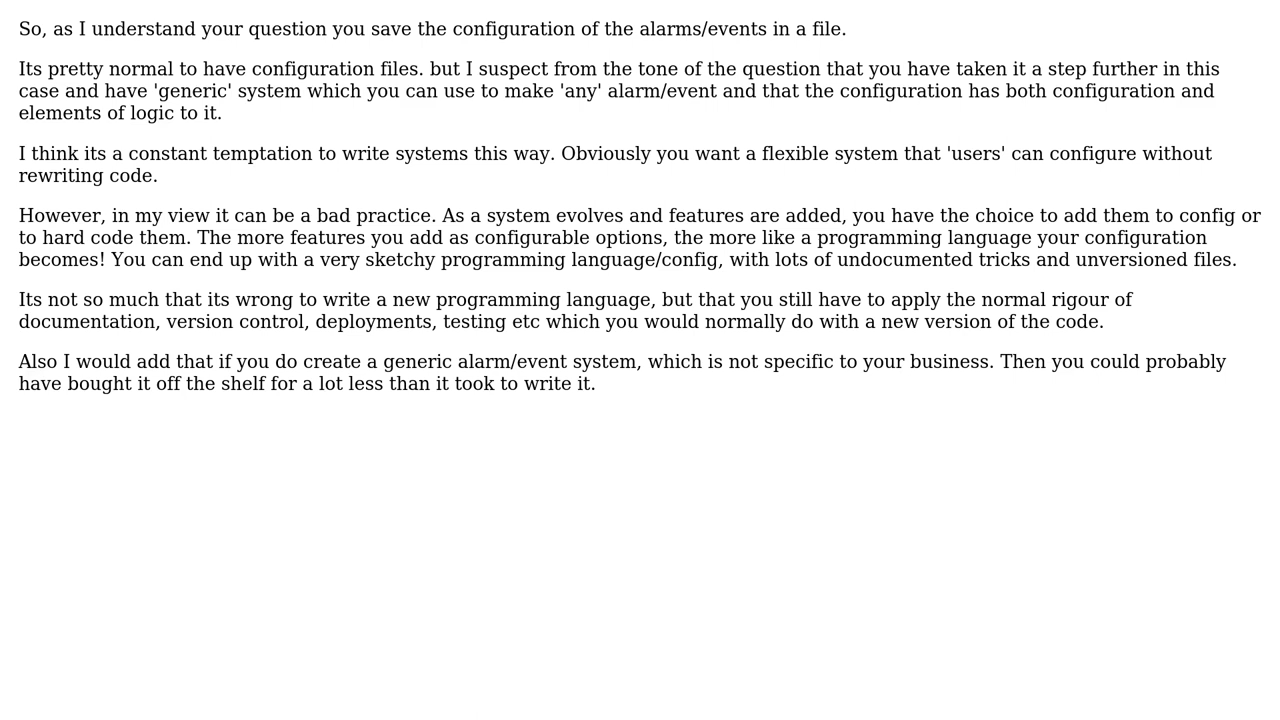 So, as I understand your question you save the configuration of the alarms/events in a file.
Its pretty normal to have configuration files. but I suspect from the tone of the question that you have taken it a step further in this
case and have 'generic' system which you can use to make 'any' alarm/event and that the configuration has both configuration and
elements of logic to it.
I think its a constant temptation to write systems this way. Obviously you want a flexible system that 'users' can configure without
rewriting code.
However, in my view it can be a bad practice. As a system evolves and features are added, you have the choice to add them to config or
to hard code them. The more features you add as configurable options, the more like a programming language your configuration
becomes! You can end up with a very sketchy programming language/config, with lots of undocumented tricks and unversioned files.
Its not so much that its wrong to write a new programming language, but that you still have to apply the normal rigour of
documentation, version control, deployments, testing etc which you would normally do with a new version of the code.
Also I would add that if you do create a generic alarm/event system, which is not specific to your business. Then you could probably
have bought it off the shelf for a lot less than it took to write it.